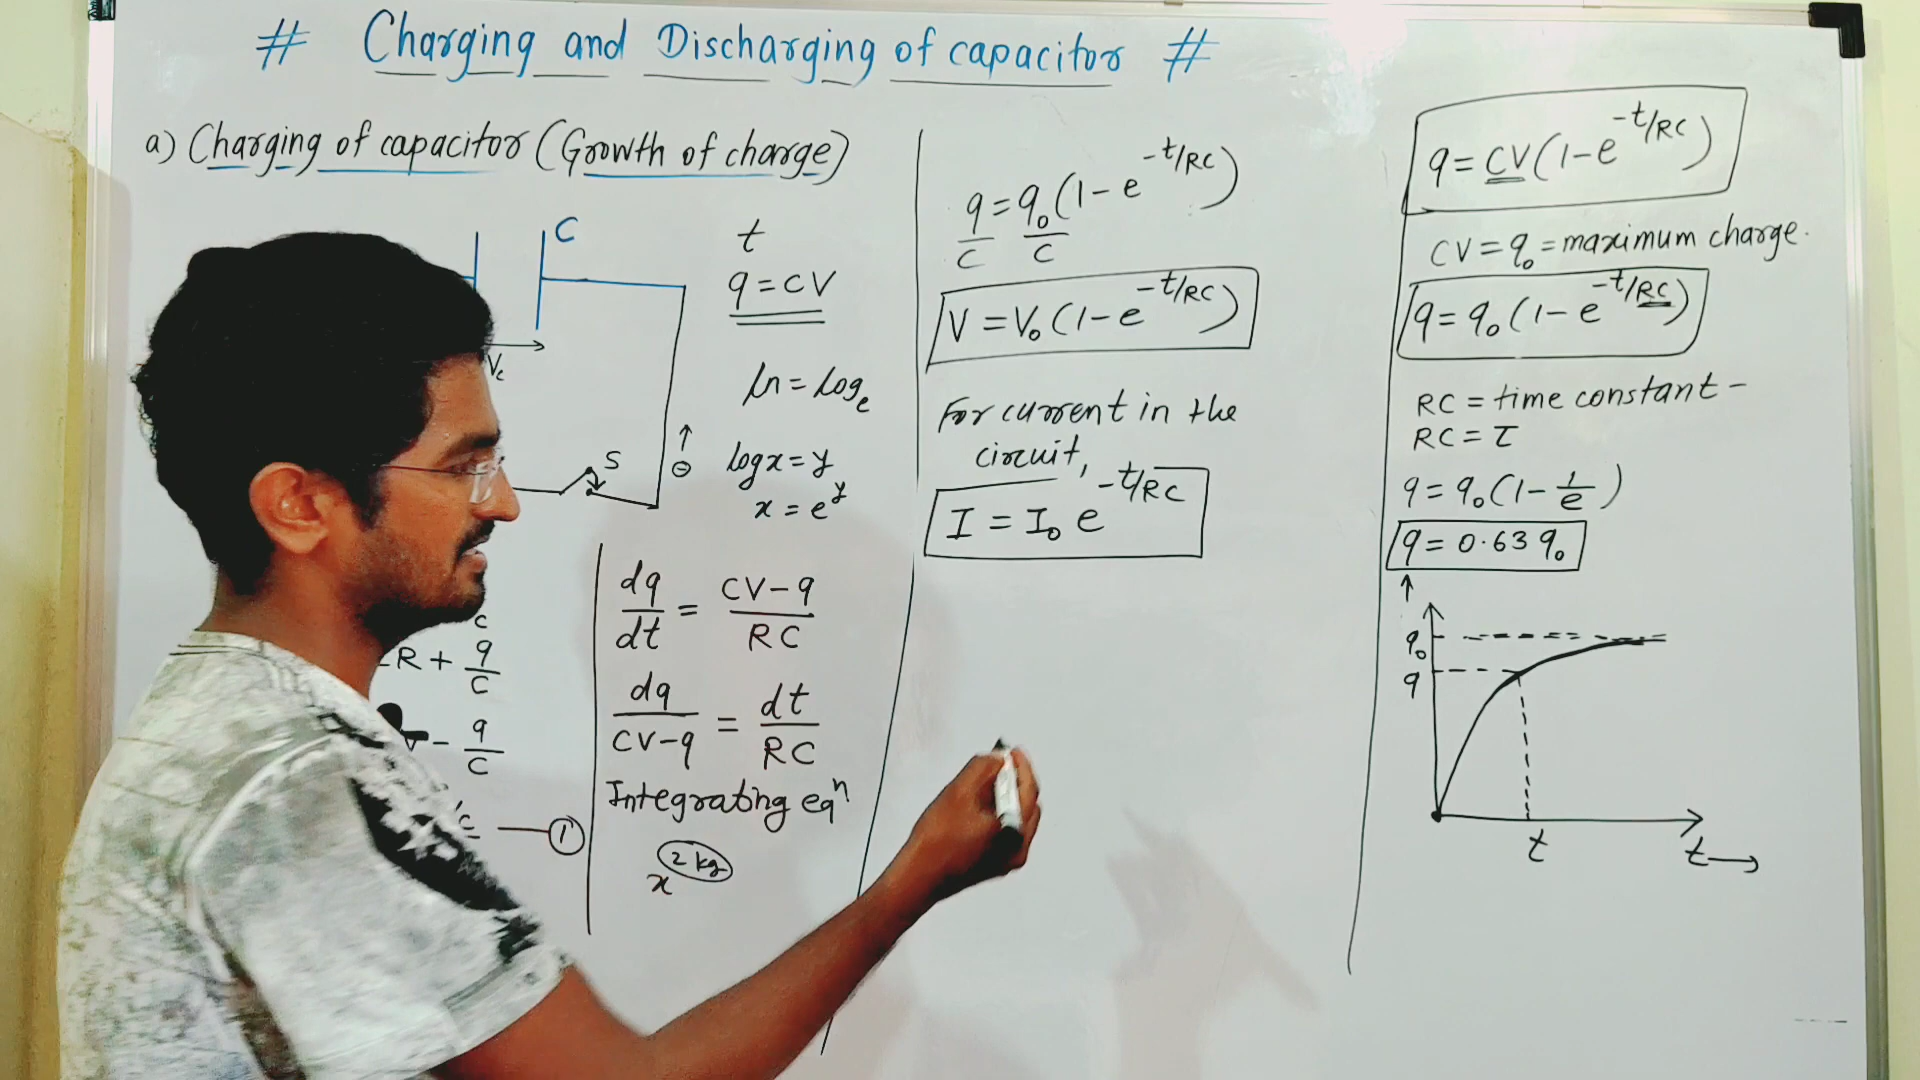 # Charging and Discharging of capacitor #
a) Charging of capacitor (Growth of charge)
C
Vc
S
⊖
t
q = CV
ln = loge
log x = y
x = e^y
c
R + q/C
- q/C
①
dq/dt = CV-q/RC
dq/CV-q = dt/RC
Integrating eqⁿ
x^2kg
q/C = q₀/C (1-e^-t/RC)
V = V₀(1-e^-t/RC)
For current in the
circuit,
I = I₀ e^-t/RC
q = CV(1-e^-t/RC)
CV = q₀ = maximum charge.
q = q₀(1-e^-t/RC)
RC = time constant -
RC = τ
q = q₀(1-1/e)
q = 0.63 q₀
q₀
q
t
t